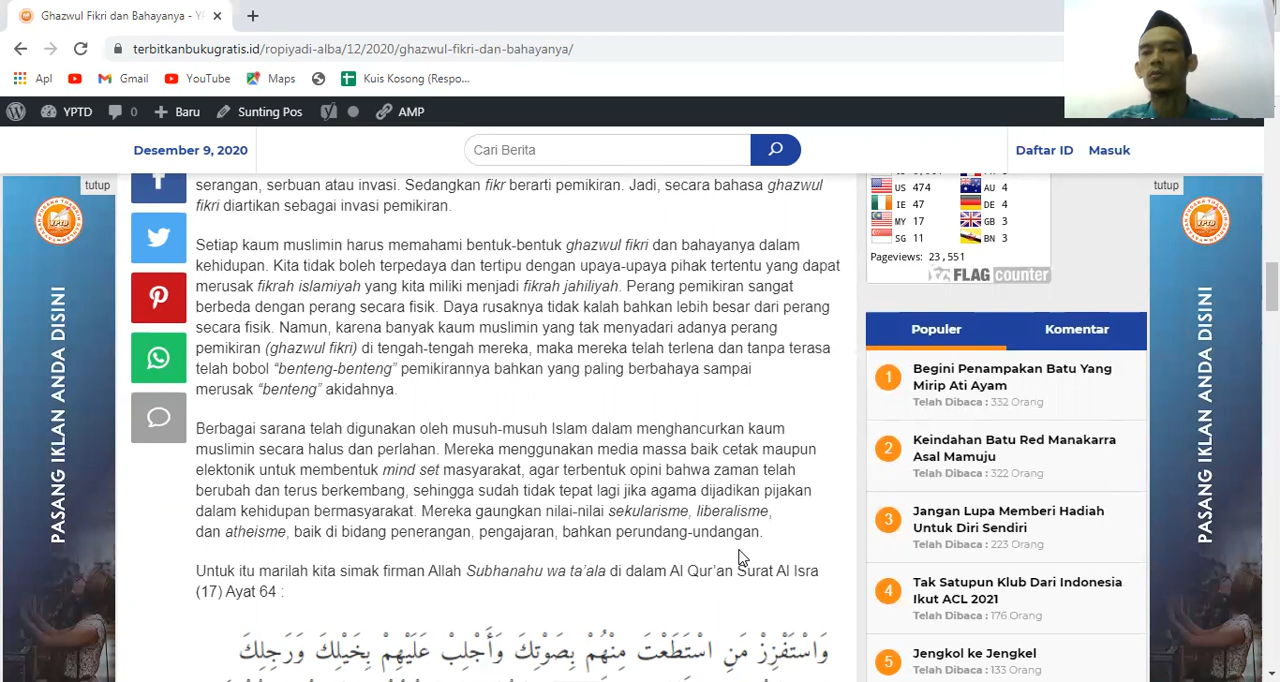 Ghazwul Fikri dan Bahayanya - YP
terbitkanbukugratis.id/ropiyadi-alba/12/2020/ghazwul-fikri-dan-bahayanya/
Apl
Gmail
YouTube
Maps
Kuis Kosong (Respo...
YPTD
0
Baru
Sunting Pos
AMP
Desember 9, 2020
Cari Berita
Daftar ID
Masuk
tutup
YPTD
PASANG IKLAN ANDA DISINI
serangan, serbuan atau invasi. Sedangkan fikr berarti pemikiran. Jadi, secara bahasa ghazwul
fikri diartikan sebagai invasi pemikiran.
Setiap kaum muslimin harus memahami bentuk-bentuk ghazwul fikri dan bahayanya dalam
kehidupan. Kita tidak boleh terpedaya dan tertipu dengan upaya-upaya pihak tertentu yang dapat
merusak fikrah islamiyah yang kita miliki menjadi fikrah jahiliyah. Perang pemikiran sangat
berbeda dengan perang secara fisik. Daya rusaknya tidak kalah bahkan lebih besar dari perang
secara fisik. Namun, karena banyak kaum muslimin yang tak menyadari adanya perang
pemikiran (ghazwul fikri) di tengah-tengah mereka, maka mereka telah terlena dan tanpa terasa
telah bobol “benteng-benteng” pemikirannya bahkan yang paling berbahaya sampai
merusak “benteng” akidahnya.
Berbagai sarana telah digunakan oleh musuh-musuh Islam dalam menghancurkan kaum
muslimin secara halus dan perlahan. Mereka menggunakan media massa baik cetak maupun
elektonik untuk membentuk mind set masyarakat, agar terbentuk opini bahwa zaman telah
berubah dan terus berkembang, sehingga sudah tidak tepat lagi jika agama dijadikan pijakan
dalam kehidupan bermasyarakat. Mereka gaungkan nilai-nilai sekularisme, liberalisme,
dan atheisme, baik di bidang penerangan, pengajaran, bahkan perundang-undangan.
Untuk itu marilah kita simak firman Allah Subhanahu wa ta’ala di dalam Al Qur’an Surat Al Isra
(17) Ayat 64 :
وَاسْتَفْزِزْ مَنِ اسْتَطَعْتَ مِنْهُمْ بِصَوْتِكَ وَأَجْلِبْ عَلَيْهِمْ بِخَيْلِكَ وَرَجِلِكَ
US 474
AU 4
IE 47
DE 4
MY 17
GB 3
SG 11
BN 3
Pageviews: 23,551
FLAG counter
Populer
Komentar
1
Begini Penampakan Batu Yang
Mirip Ati Ayam
Telah Dibaca : 332 Orang
2
Keindahan Batu Red Manakarra
Asal Mamuju
Telah Dibaca : 322 Orang
3
Jangan Lupa Memberi Hadiah
Untuk Diri Sendiri
Telah Dibaca : 223 Orang
4
Tak Satupun Klub Dari Indonesia
Ikut ACL 2021
Telah Dibaca : 176 Orang
5
Jengkol ke Jengkel
Telah Dibaca : 133 Orang
tutup
YPTD
PASANG IKLAN ANDA DISINI